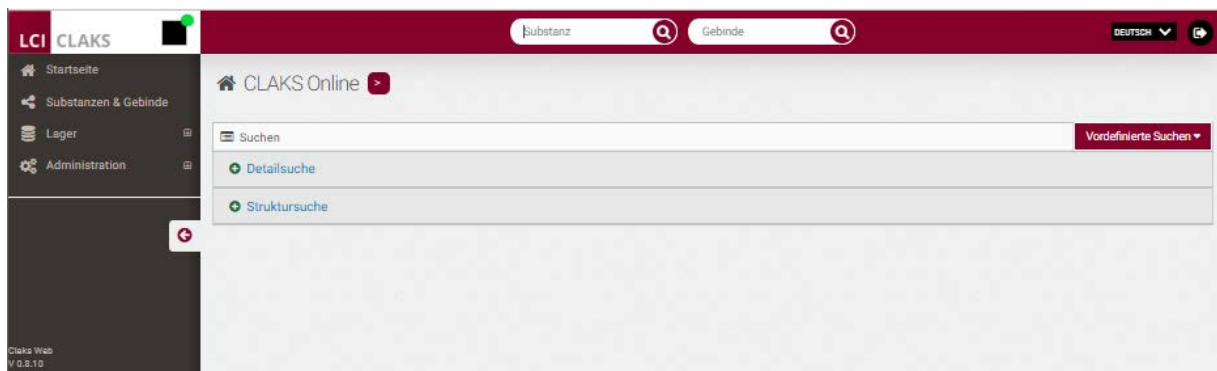 LCI CLAKS
Substanz
Gebinde
DEUTSCH
Startseite
Substanzen & Gebinde
Lager
Administration
CLAKS Online >
Suchen
Vordefinierte Suchen
Detailsuche
Struktursuche
Claks Web
V 0.8.10